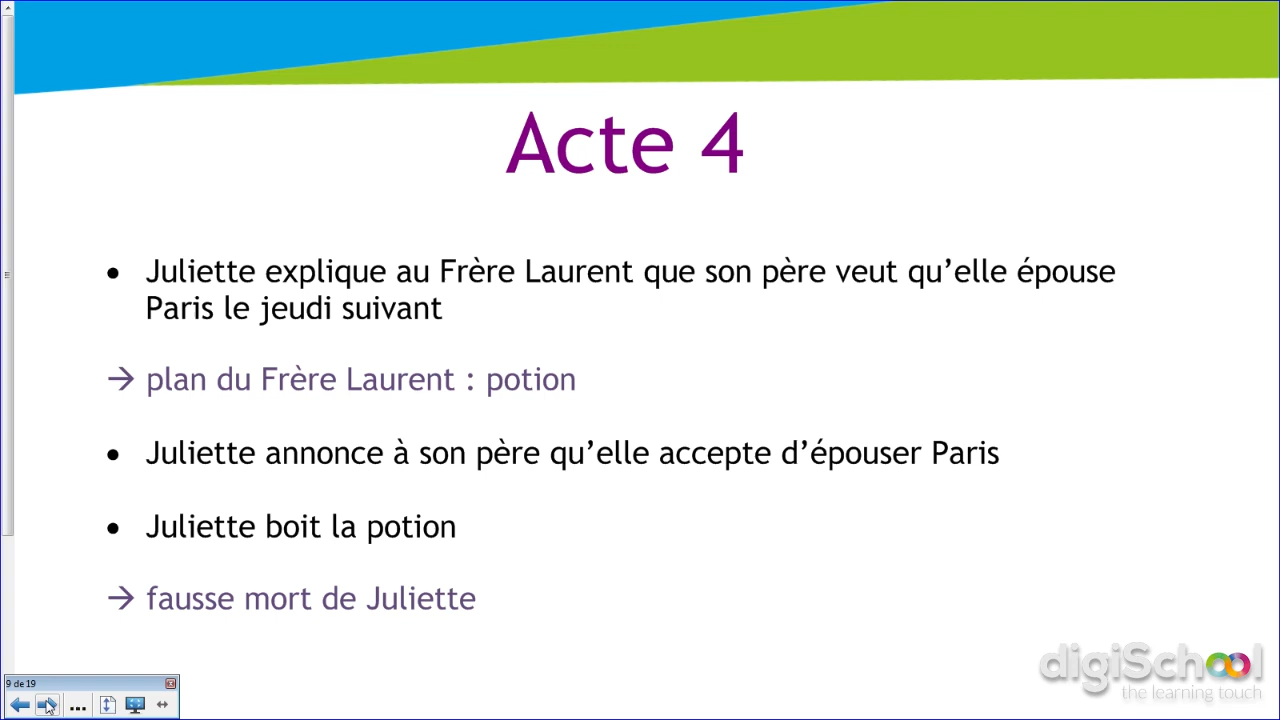 Acte 4
• Juliette explique au Frère Laurent que son père veut qu’elle épouse
Paris le jeudi suivant
→ plan du Frère Laurent : potion
• Juliette annonce à son père qu’elle accepte d’épouser Paris
• Juliette boit la potion
→ fausse mort de Juliette
digiSchool
the learning touch
9 de 19
...